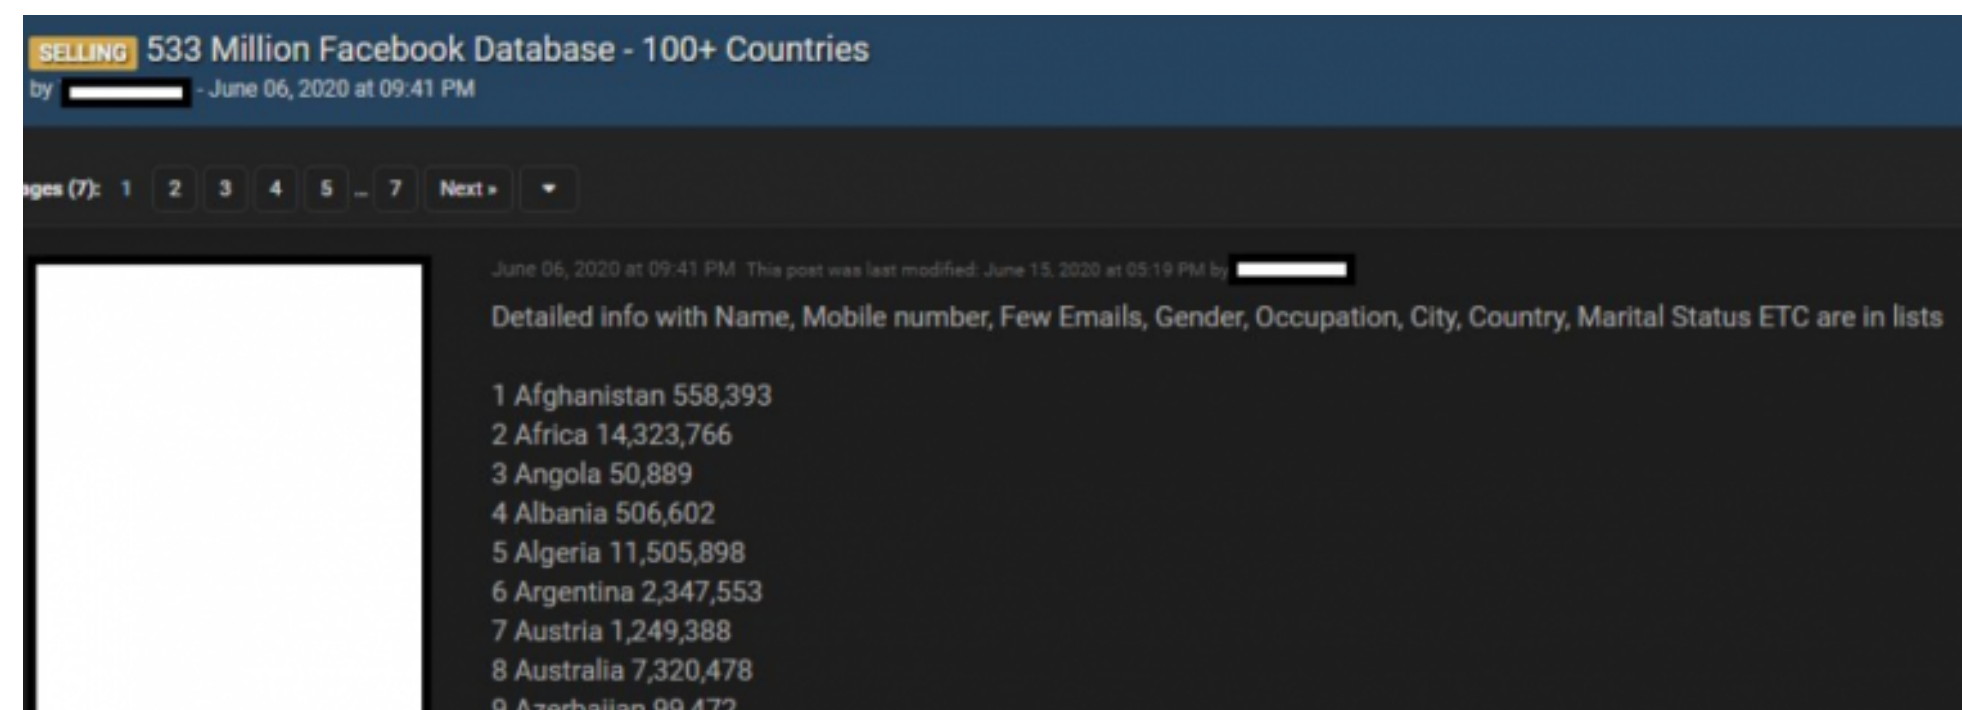 SELLING 533 Million Facebook Database - 100+ Countries
by - June 06, 2020 at 09:41 PM
ages (7): 1 2 3 4 5 ... 7 Next »
June 06, 2020 at 09:41 PM This post was last modified: June 15, 2020 at 05:19 PM by
Detailed info with Name, Mobile number, Few Emails, Gender, Occupation, City, Country, Marital Status ETC are in lists
1 Afghanistan 558,393
2 Africa 14,323,766
3 Angola 50,889
4 Albania 506,602
5 Algeria 11,505,898
6 Argentina 2,347,553
7 Austria 1,249,388
8 Australia 7,320,478
9 Azerbaijan 99,472